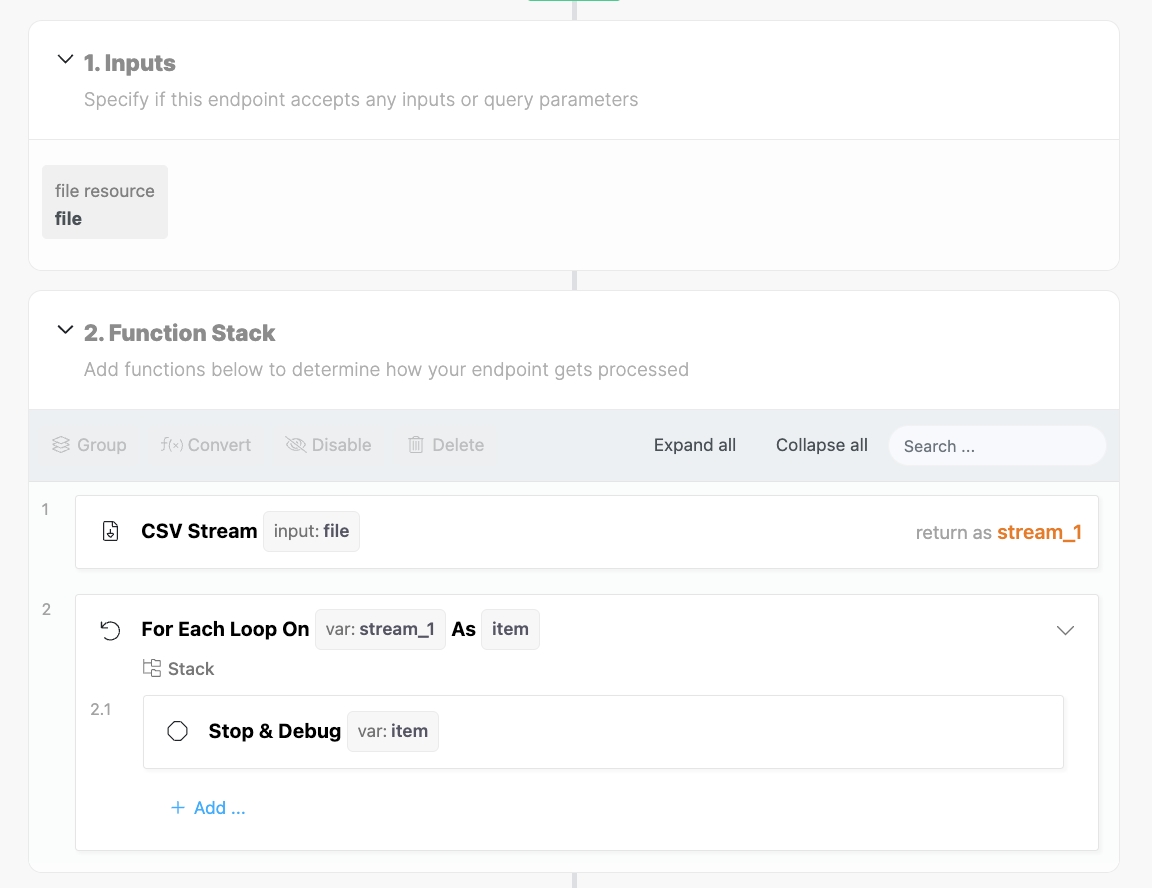 1. Inputs
Specify if this endpoint accepts any inputs or query parameters
file resource
file
2. Function Stack
Add functions below to determine how your endpoint gets processed
Group f(x) Convert Disable Delete Expand all Collapse all Search ...
1
CSV Stream input: file return as stream_1
2
For Each Loop On var: stream_1 As item
Stack
2.1
Stop & Debug var: item
+ Add ...